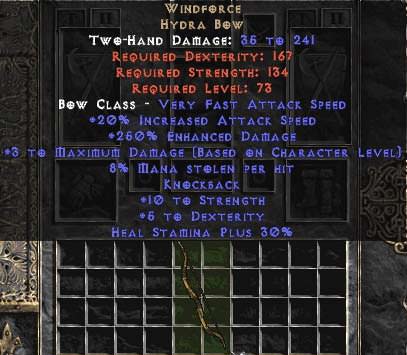 Windforce
Hydra Bow
Two-Hand Damage: 35 to 241
Required Dexterity: 167
Required Strength: 134
Required Level: 73
Bow Class - Very Fast Attack Speed
+20% Increased Attack Speed
+250% Enhanced Damage
+3 to Maximum Damage (Based on Character Level)
8% Mana stolen per hit
Knockback
+10 to Strength
+5 to Dexterity
Heal Stamina Plus 30%